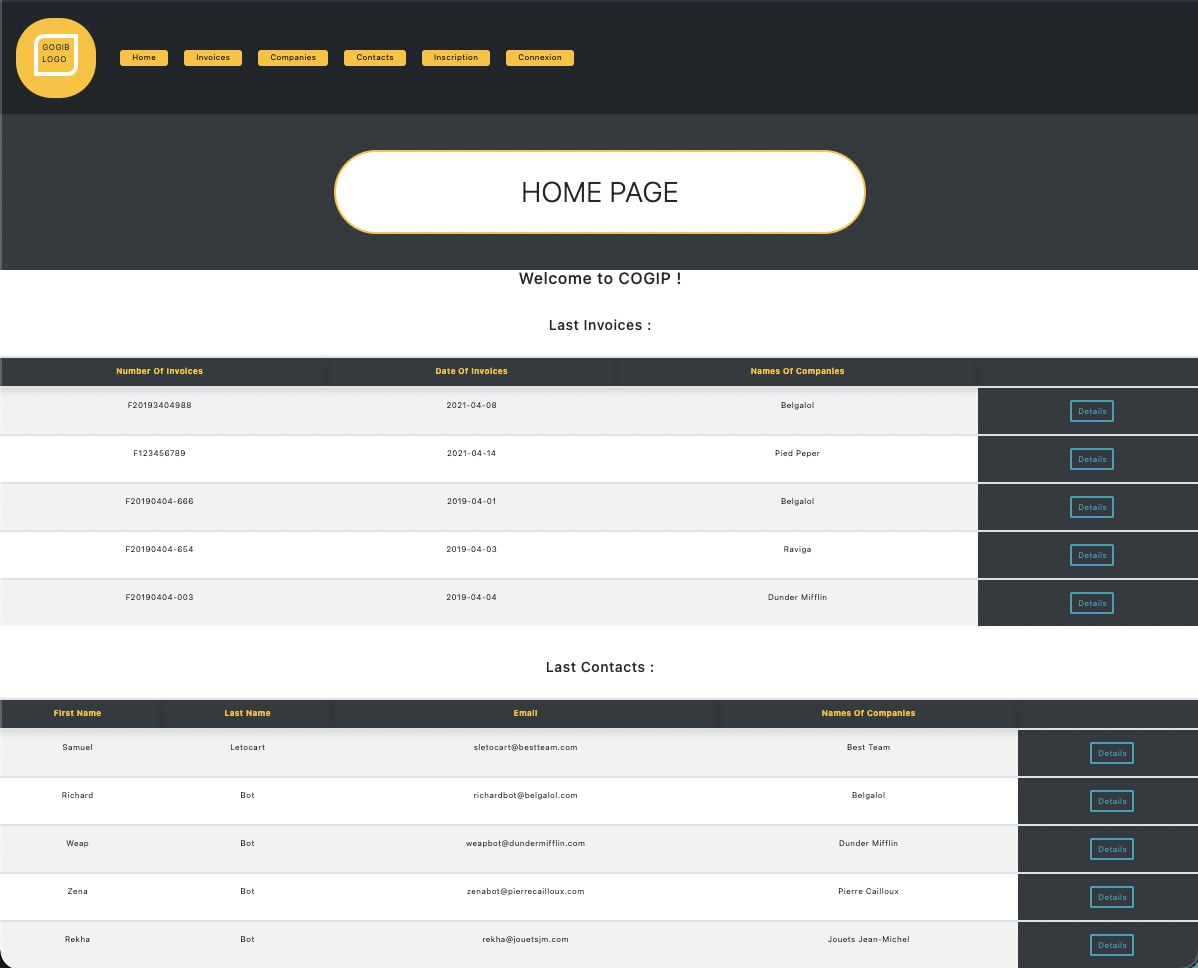 GOGIB
LOGO
Home Invoices Companies Contacts Inscription Connexion
HOME PAGE
Welcome to COGIP !
Last Invoices :
Number Of Invoices Date Of Invoices Names Of Companies
F20193404988 2021-04-08 Belgalol Details
F123456789 2021-04-14 Pied Peper Details
F20190404-666 2019-04-01 Belgalol Details
F20190404-654 2019-04-03 Raviga Details
F20190404-003 2019-04-04 Dunder Mifflin Details
Last Contacts :
First Name Last Name Email Names Of Companies
Samuel Letocart sletocart@bestteam.com Best Team Details
Richard Bot richardbot@belgalol.com Belgalol Details
Weap Bot weapbot@dundermifflin.com Dunder Mifflin Details
Zena Bot zenabot@pierrecailloux.com Pierre Cailloux Details
Rekha Bot rekha@jouetsjm.com Jouets Jean-Michel Details